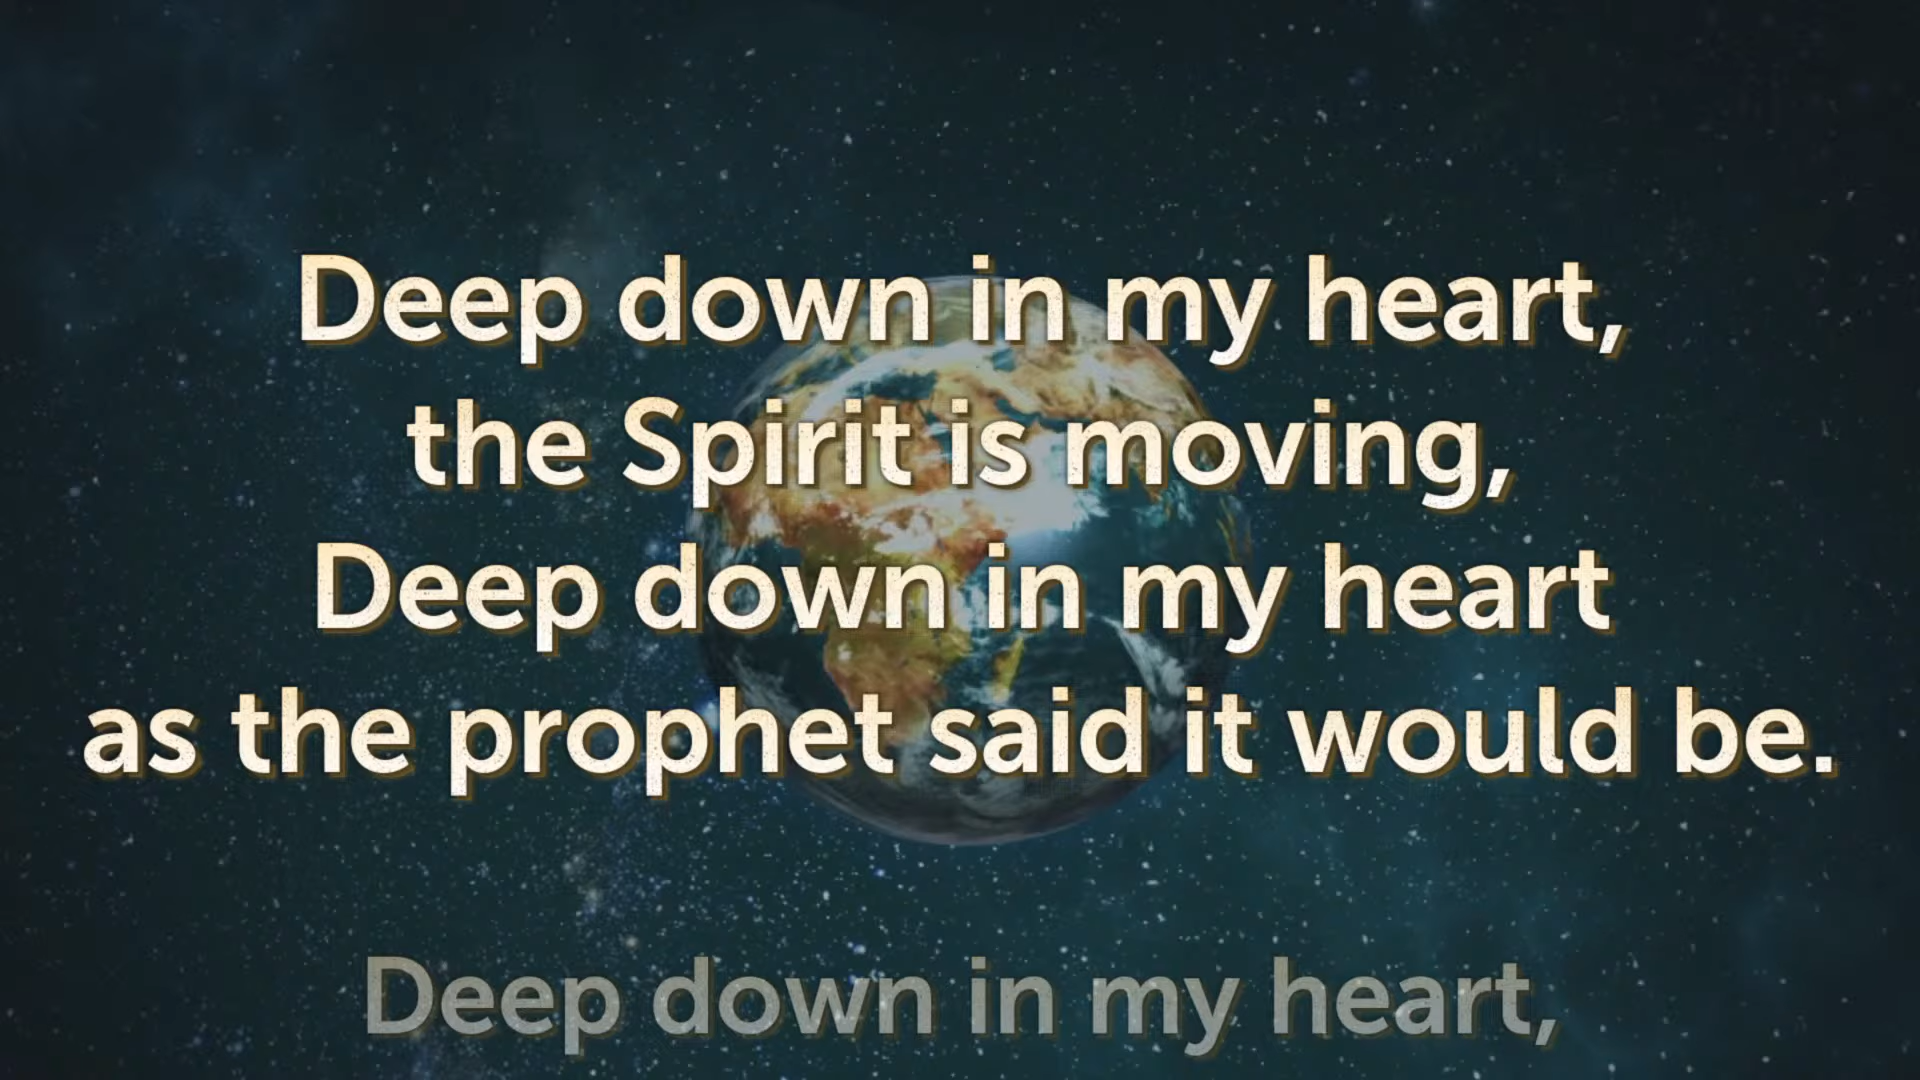 Deep down in my heart,
the Spirit is moving,
Deep down in my heart
as the prophet said it would be.
Deep down in my heart,